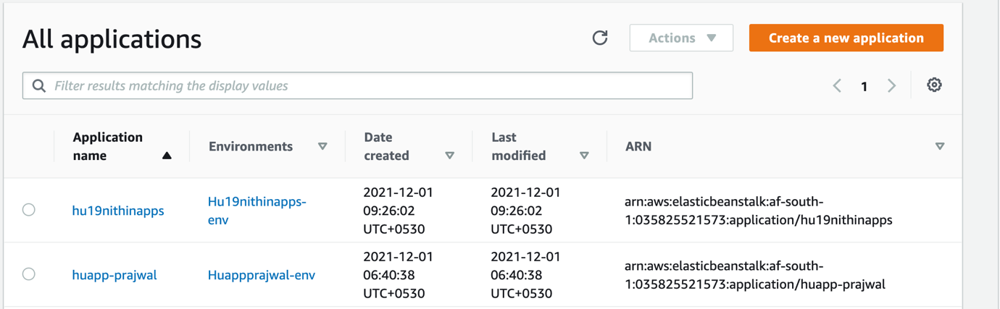 All applications
Actions
Create a new application
Filter results matching the display values
1
Application
name
Environments
Date
created
Last
modified
ARN
hu19nithinapps
Hu19nithinapps-
env
2021-12-01
09:26:02
UTC+0530
2021-12-01
09:26:02
UTC+0530
arn:aws:elasticbeanstalk:af-south-
1:035825521573:application/hu19nithinapps
huapp-prajwal
Huappprajwal-env
2021-12-01
06:40:38
UTC+0530
2021-12-01
06:40:38
UTC+0530
arn:aws:elasticbeanstalk:af-south-
1:035825521573:application/huapp-prajwal